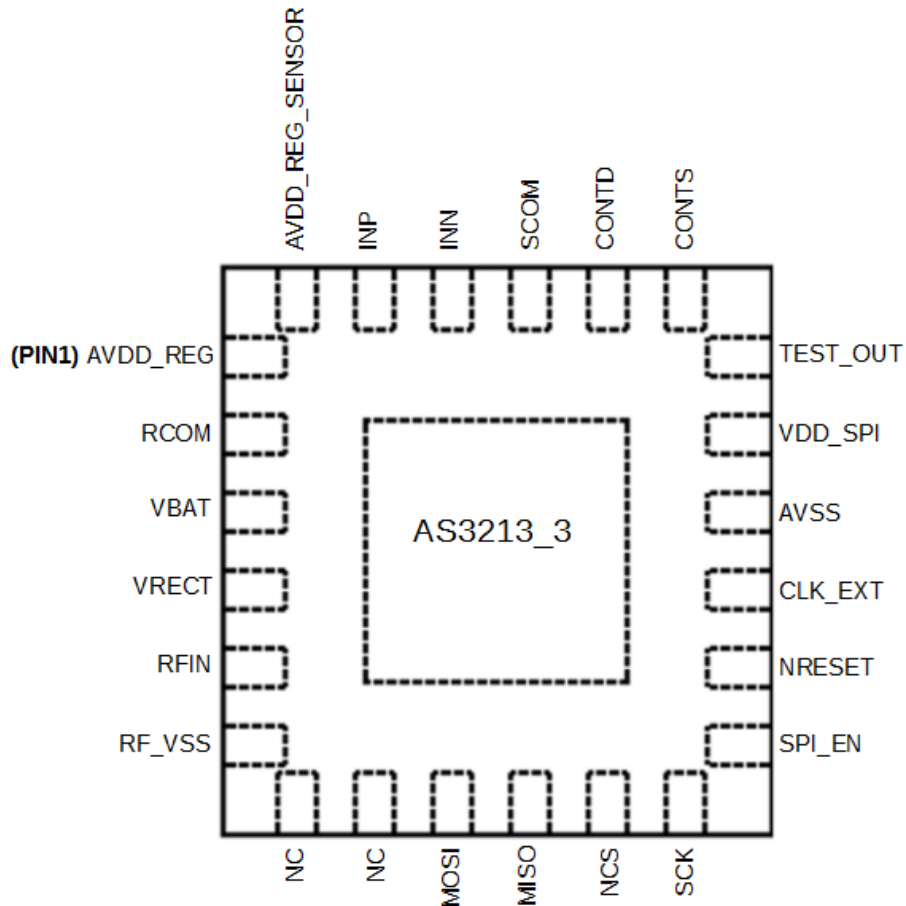 AVDD_REG_SENSOR
INP
INN
SCOM
CONTD
CONTS
(PIN1) AVDD_REG
RCOM
VBAT
VRECT
RFIN
RF_VSS
AS3213_3
TEST_OUT
VDD_SPI
AVSS
CLK_EXT
NRESET
SPI_EN
NC
NC
MOSI
MISO
NCS
SCK